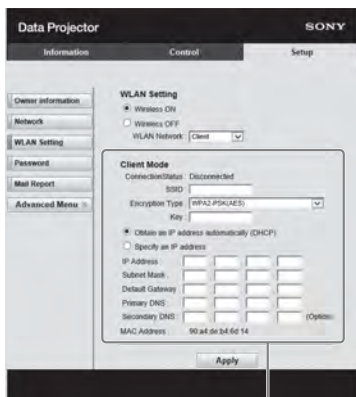 Data Projector
SONY
Information
Control
Setup
Owner information
Network
WLAN Setting
Password
Mail Report
Advanced Menu
WLAN Setting
Wireless ON
Wireless OFF
WLAN Network : Client
Client Mode
ConnectionStatus : Disconnected
SSID
Encryption Type : WPA2-PSK(AES)
Key :
Obtain an IP address automatically (DHCP)
Specify an IP address
IP Address :
Subnet Mask :
Default Gateway :
Primary DNS :
Secondary DNS : (Option)
MAC Address : 90:a4:de:b4:6d:14
Apply